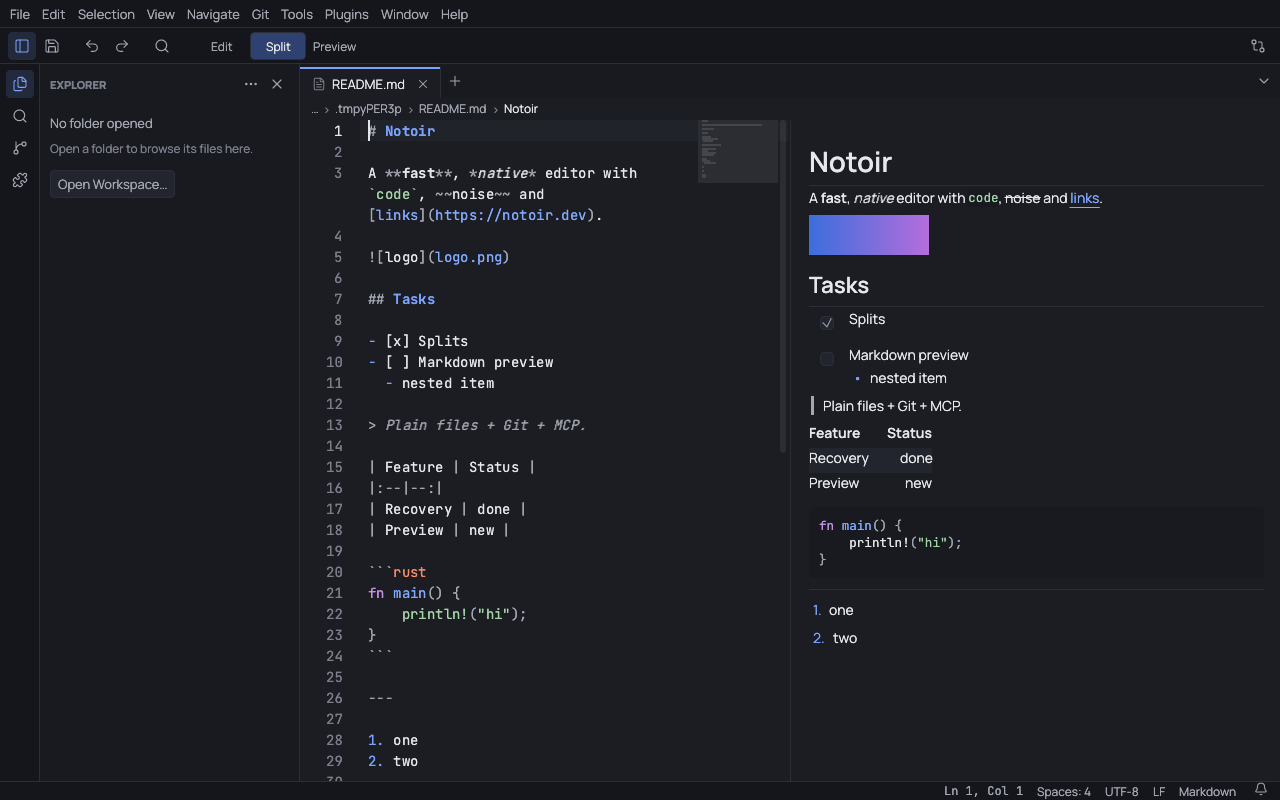 File Edit Selection View Navigate Git Tools Plugins Window Help
Edit Split Preview
EXPLORER
No folder opened
Open a folder to browse its files here.
Open Workspace...
README.md
... › .tmpyPER3p › README.md › Notoir
1 # Notoir
2
3 A **fast**, *native* editor with
`code`, ~~noise~~ and
[links](https://notoir.dev).
4
5 ![logo](logo.png)
6
7 ## Tasks
8
9 - [x] Splits
10 - [ ] Markdown preview
11   - nested item
12
13 > Plain files + Git + MCP.
14
15 | Feature | Status |
16 |:--|--:|
17 | Recovery | done |
18 | Preview | new |
19
20 ```rust
21 fn main() {
22     println!("hi");
23 }
24 ```
25
26 ---
27
28 1. one
29 2. two
30
Notoir
A fast, native editor with code, noise and links.
Tasks
Splits
Markdown preview
• nested item
Plain files + Git + MCP.
Feature Status
Recovery done
Preview new
fn main() {
    println!("hi");
}
1. one
2. two
Ln 1, Col 1 Spaces: 4 UTF-8 LF Markdown